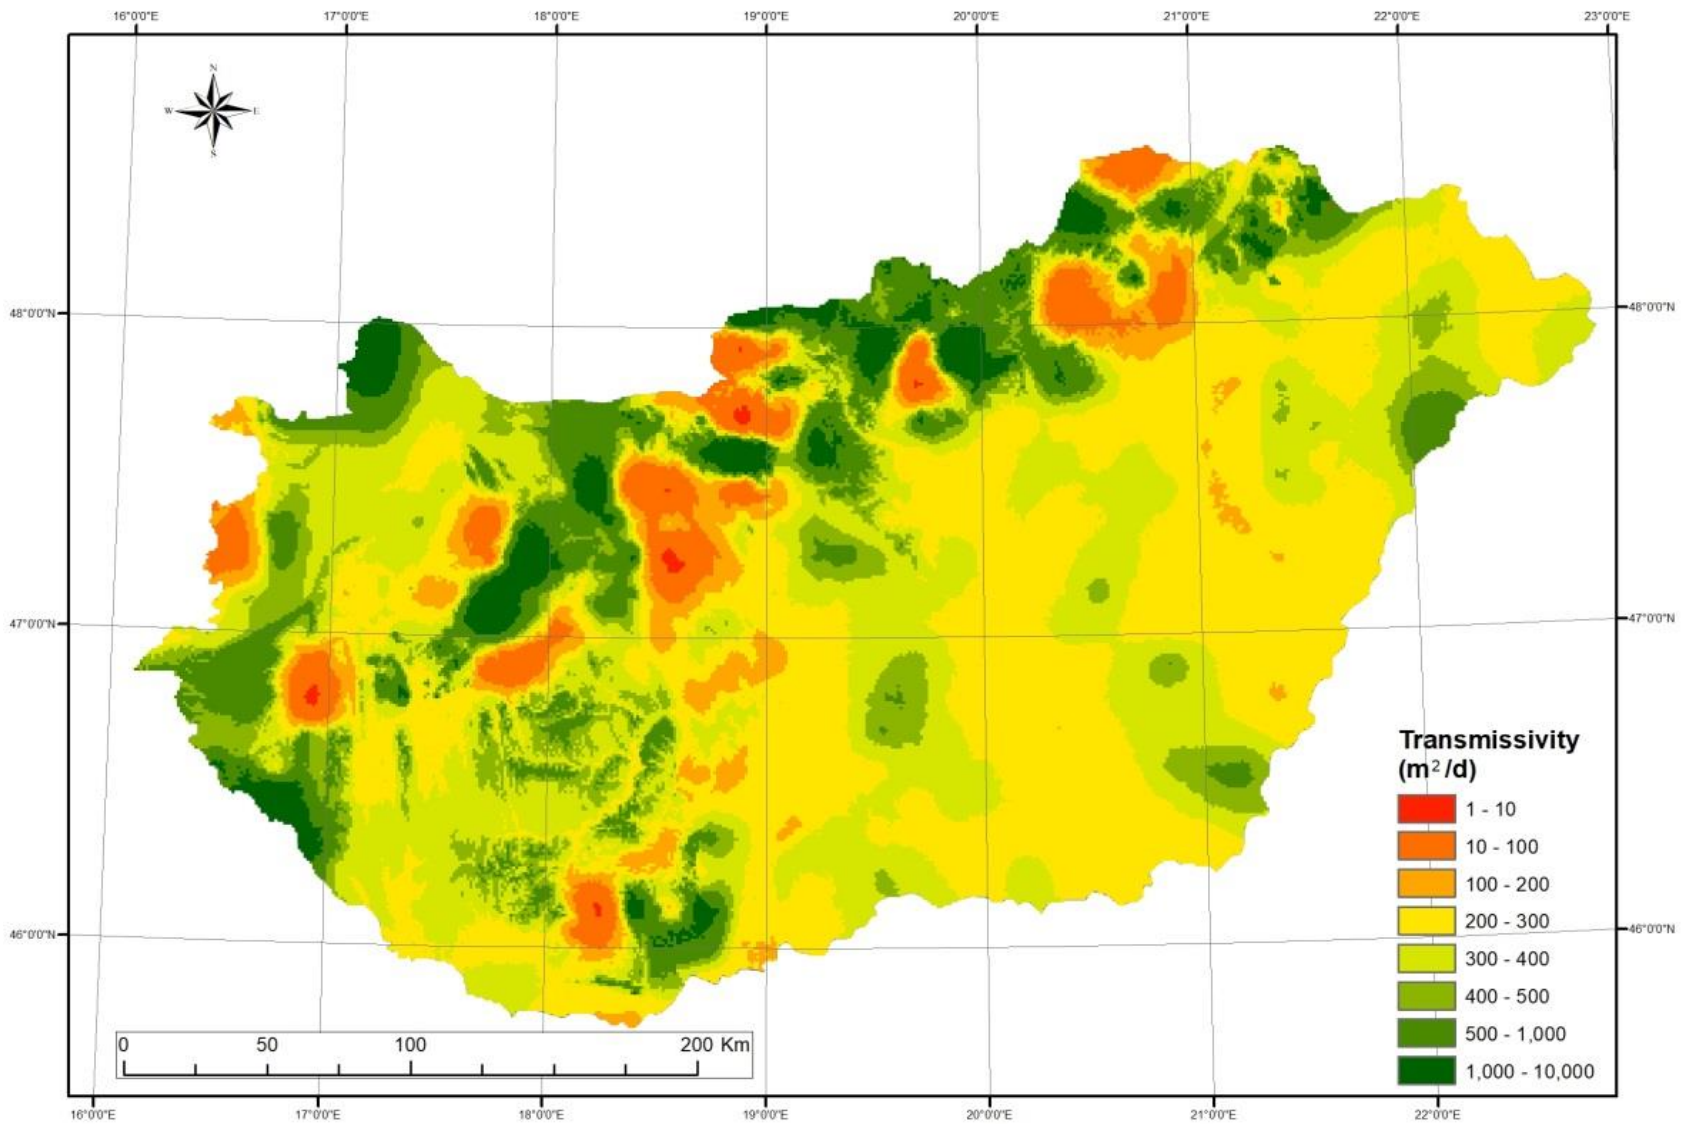 16°0'0"E 17°0'0"E 18°0'0"E 19°0'0"E 20°0'0"E 21°0'0"E 22°0'0"E 23°0'0"E
N
W E
S
48°0'0"N 48°0'0"N
47°0'0"N 47°0'0"N
46°0'0"N 46°0'0"N
Transmissivity
(m²/d)
1 - 10
10 - 100
100 - 200
200 - 300
300 - 400
400 - 500
500 - 1,000
1,000 - 10,000
0 50 100 200 Km
16°0'0"E 17°0'0"E 18°0'0"E 19°0'0"E 20°0'0"E 21°0'0"E 22°0'0"E